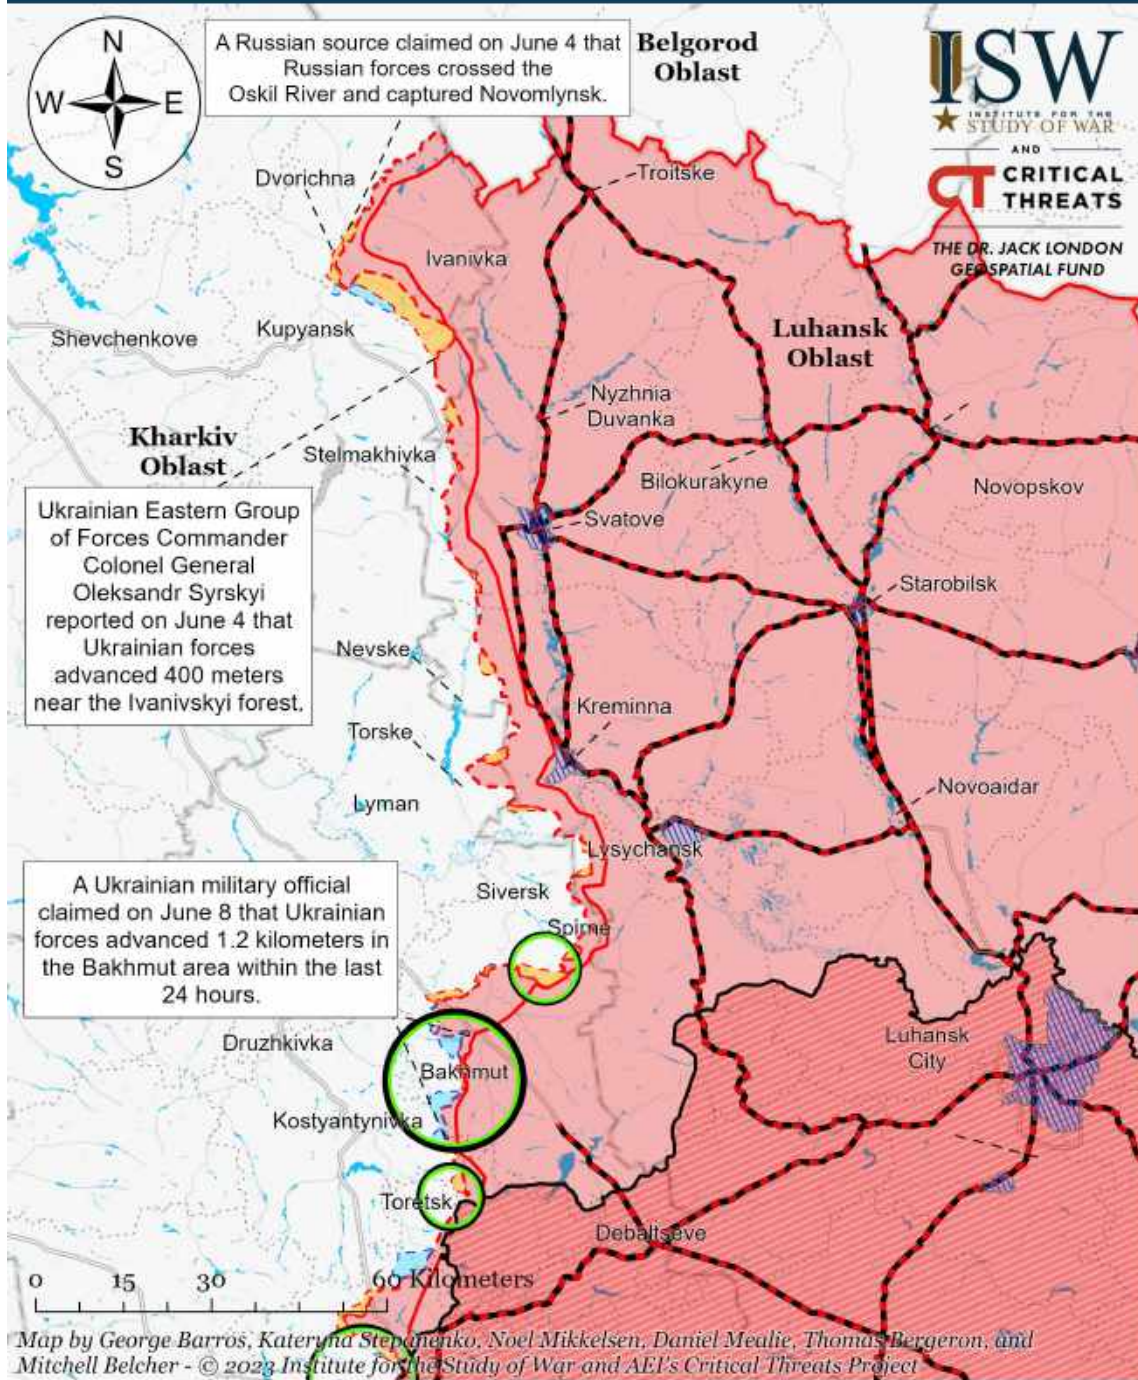 N
W
E
S
A Russian source claimed on June 4 that
Russian forces crossed the
Oskil River and captured Novomlynsk.
Belgorod
Oblast
ISW
INSTITUTE FOR THE
STUDY OF WAR
AND
CT CRITICAL
THREATS
THE DR. JACK LONDON
GEOSPATIAL FUND
Dvorichna
Troitske
Ivanivka
Shevchenkove
Kupyansk
Luhansk
Oblast
Nyzhnia
Duvanka
Kharkiv
Oblast
Stelmakhivka
Bilokurakyne
Novopskov
Svatove
Ukrainian Eastern Group
of Forces Commander
Colonel General
Oleksandr Syrskyi
reported on June 4 that
Ukrainian forces
advanced 400 meters
near the Ivanivskyi forest.
Starobilsk
Nevske
Kreminna
Torske
Novoaidar
Lyman
Lysychansk
A Ukrainian military official
claimed on June 8 that Ukrainian
forces advanced 1.2 kilometers in
the Bakhmut area within the last
24 hours.
Siversk
Spirne
Druzhkivka
Luhansk
City
Bakhmut
Kostyantynivka
Toretsk
Debaltseve
0 15 30 60 Kilometers
Map by George Barros, Kateryna Stepanenko, Noel Mikkelsen, Daniel Mealie, Thomas Bergeron, and
Mitchell Belcher - © 2023 Institute for the Study of War and AEI's Critical Threats Project